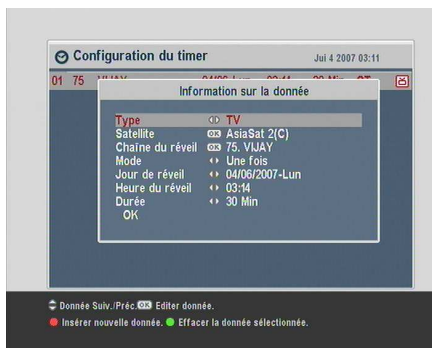 Configuration du timer
Jui 4 2007 03:11
01 75
Information sur la donnée
Type TV
Satellite OK AsiaSat 2(C)
Chaîne du réveil OK 75. VIJAY
Mode Une fois
Jour de réveil 04/06/2007-Lun
Heure du réveil 03:14
Durée 30 Min
OK
Donnée Suiv./Préc. OK Editer donnée.
Insérer nouvelle donnée. Effacer la donnée sélectionnée.